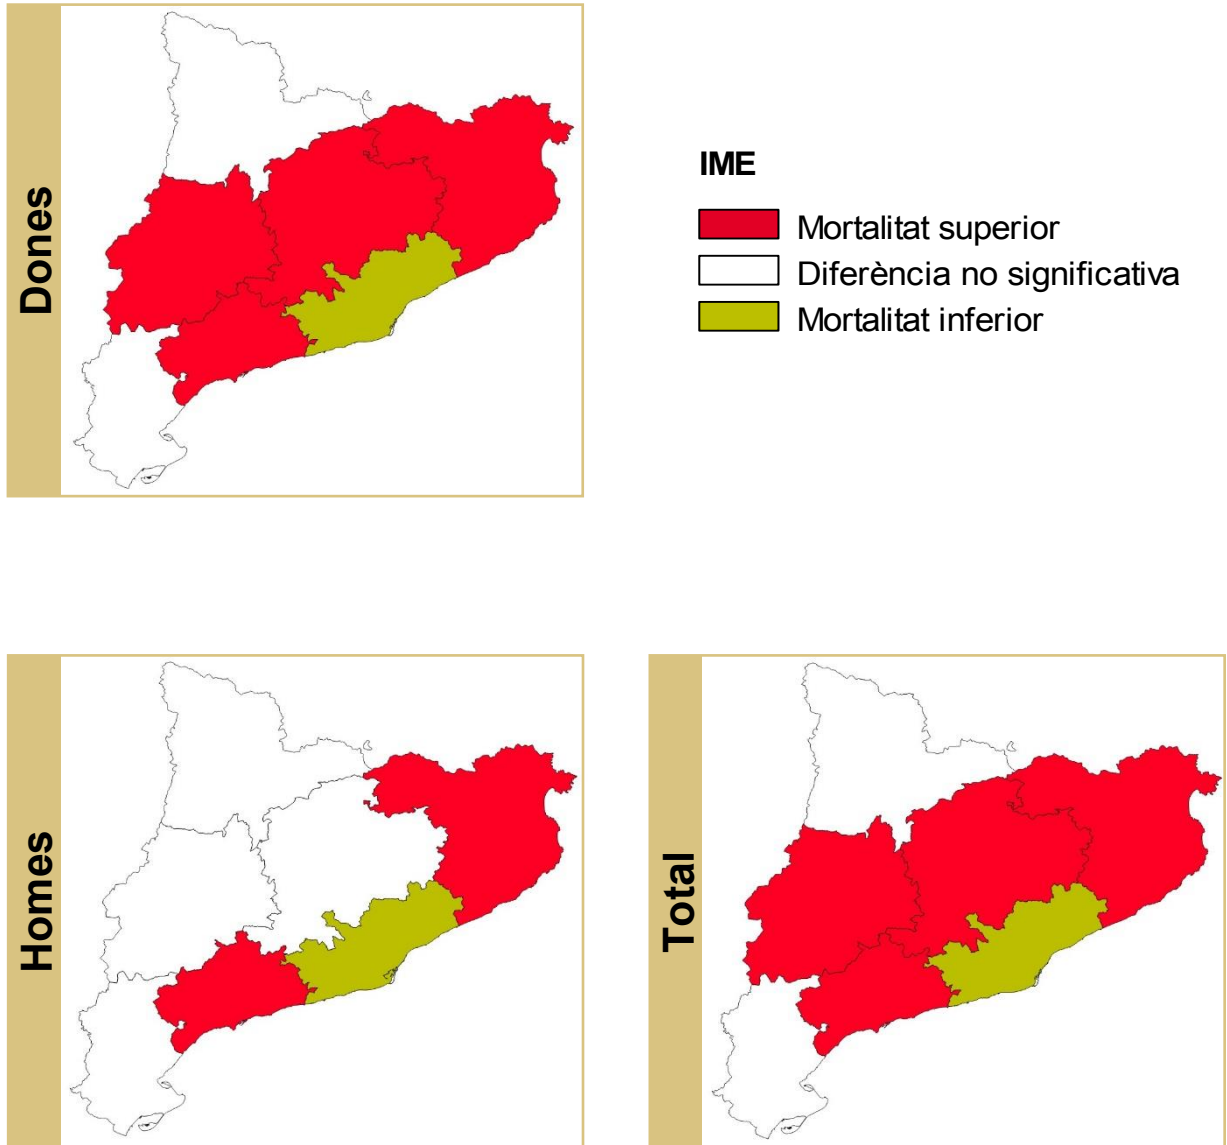 Dones
IME
Mortalitat superior
Diferència no significativa
Mortalitat inferior
Homes
Total